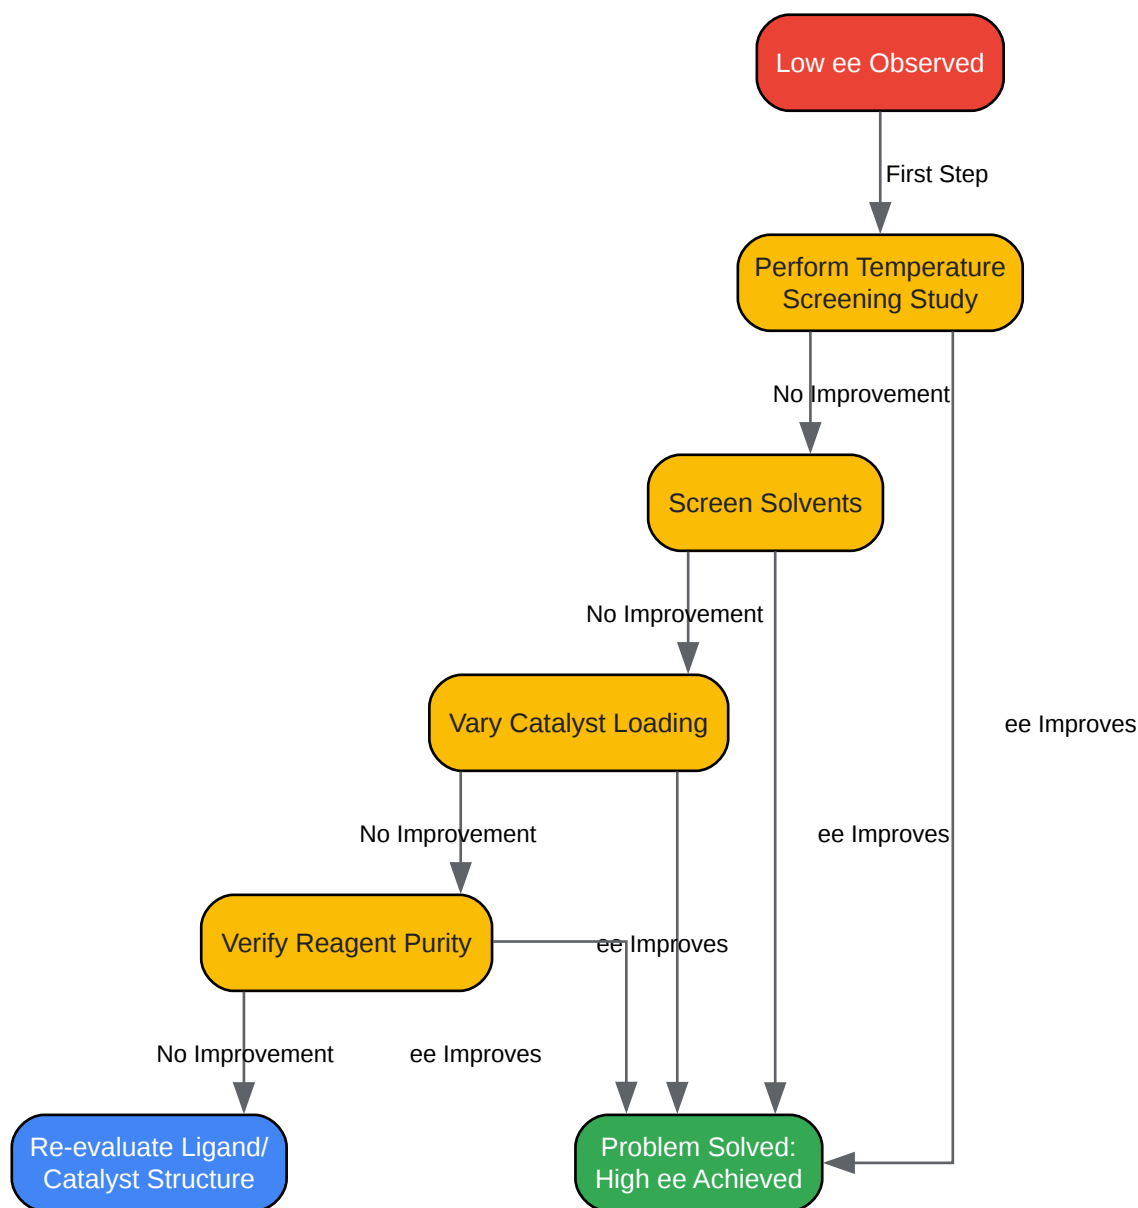 Low ee Observed
First Step
Perform Temperature
Screening Study
No Improvement
Screen Solvents
No Improvement
Vary Catalyst Loading
ee Improves
No Improvement
ee Improves
Verify Reagent Purity
ee Improves
No Improvement
ee Improves
Re-evaluate Ligand/
Catalyst Structure
Problem Solved:
High ee Achieved